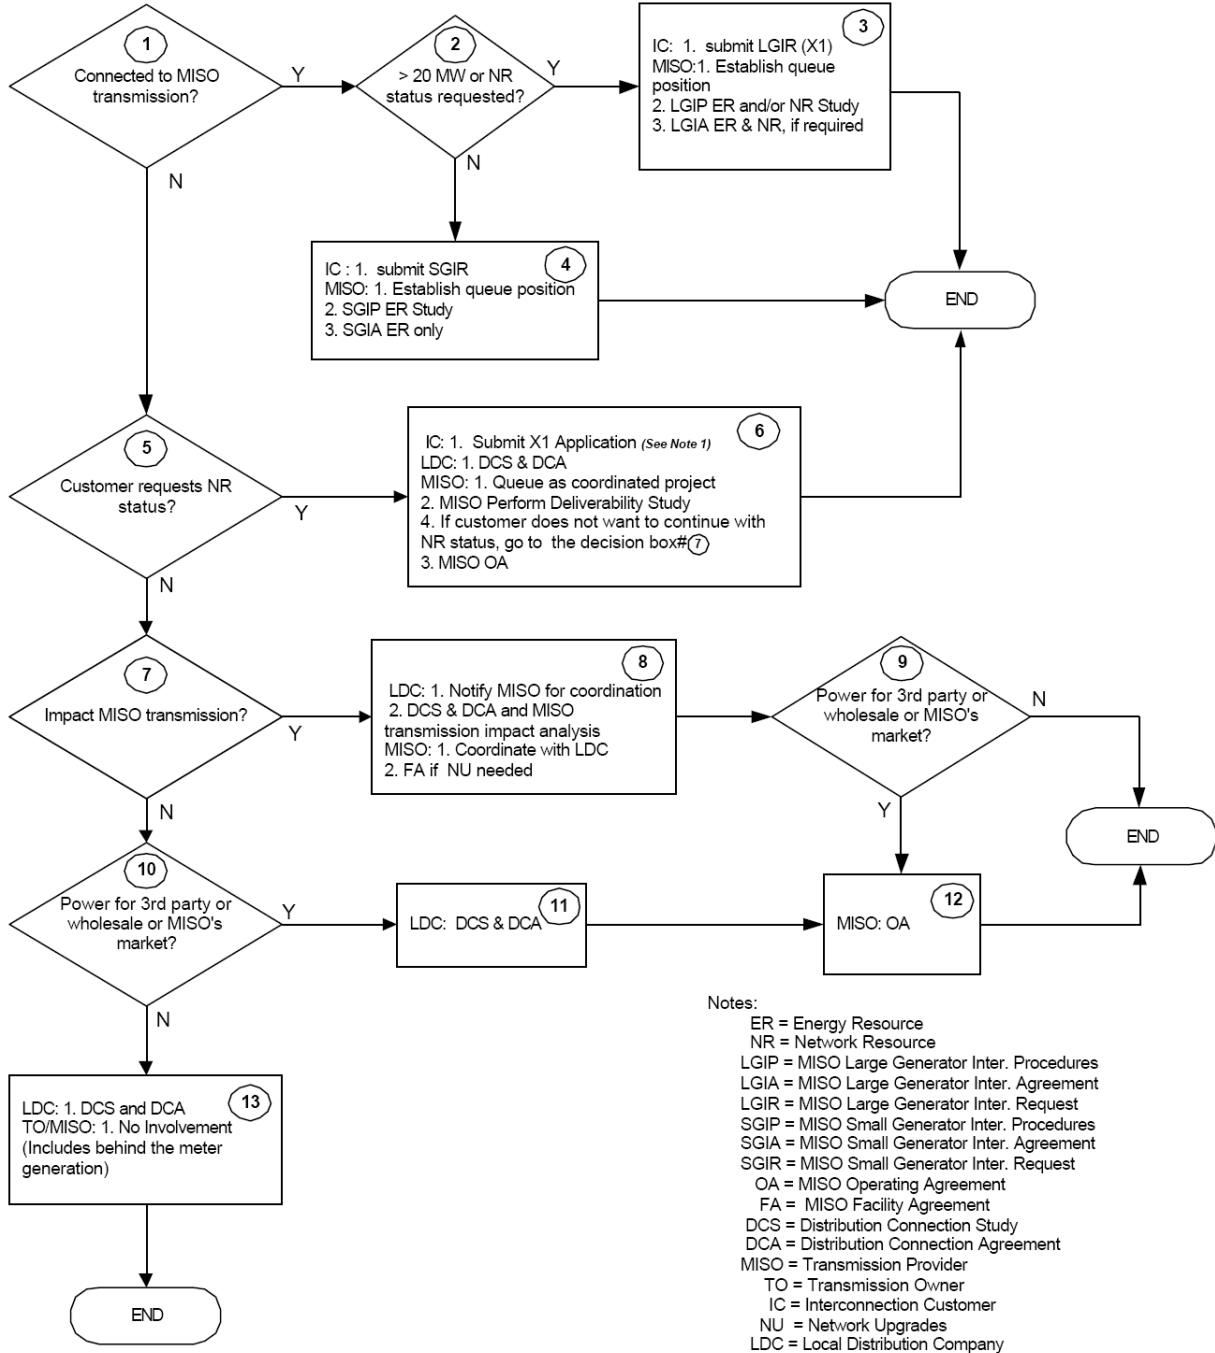 1
Connected to MISO
transmission?
Y
N
2
> 20 MW or NR
status requested?
Y
N
3
IC: 1. submit LGIR (X1)
MISO:1. Establish queue
position
2. LGIP ER and/or NR Study
3. LGIA ER & NR, if required
4
IC : 1. submit SGIR
MISO: 1. Establish queue position
2. SGIP ER Study
3. SGIA ER only
END
5
Customer requests NR
status?
Y
N
6
IC: 1. Submit X1 Application (See Note 1)
LDC: 1. DCS & DCA
MISO: 1. Queue as coordinated project
2. MISO Perform Deliverability Study
4. If customer does not want to continue with
NR status, go to the decision box# 7
3. MISO OA
7
Impact MISO transmission?
Y
N
8
LDC: 1. Notify MISO for coordination
2. DCS & DCA and MISO
transmission impact analysis
MISO: 1. Coordinate with LDC
2. FA if NU needed
9
Power for 3rd party or
wholesale or MISO's
market?
N
Y
END
10
Power for 3rd party or
wholesale or MISO's
market?
Y
N
11
LDC: DCS & DCA
12
MISO: OA
13
LDC: 1. DCS and DCA
TO/MISO: 1. No Involvement
(Includes behind the meter
generation)
END
Notes:
ER = Energy Resource
NR = Network Resource
LGIP = MISO Large Generator Inter. Procedures
LGIA = MISO Large Generator Inter. Agreement
LGIR = MISO Large Generator Inter. Request
SGIP = MISO Small Generator Inter. Procedures
SGIA = MISO Small Generator Inter. Agreement
SGIR = MISO Small Generator Inter. Request
OA = MISO Operating Agreement
FA = MISO Facility Agreement
DCS = Distribution Connection Study
DCA = Distribution Connection Agreement
MISO = Transmission Provider
TO = Transmission Owner
IC = Interconnection Customer
NU = Network Upgrades
LDC = Local Distribution Company